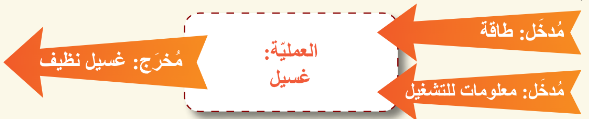 مُدخَل: طاقة
مُدخَل: معلومات للتشغيل
العمليّة:
غسيل
مُخرَج: غسيل نظيف